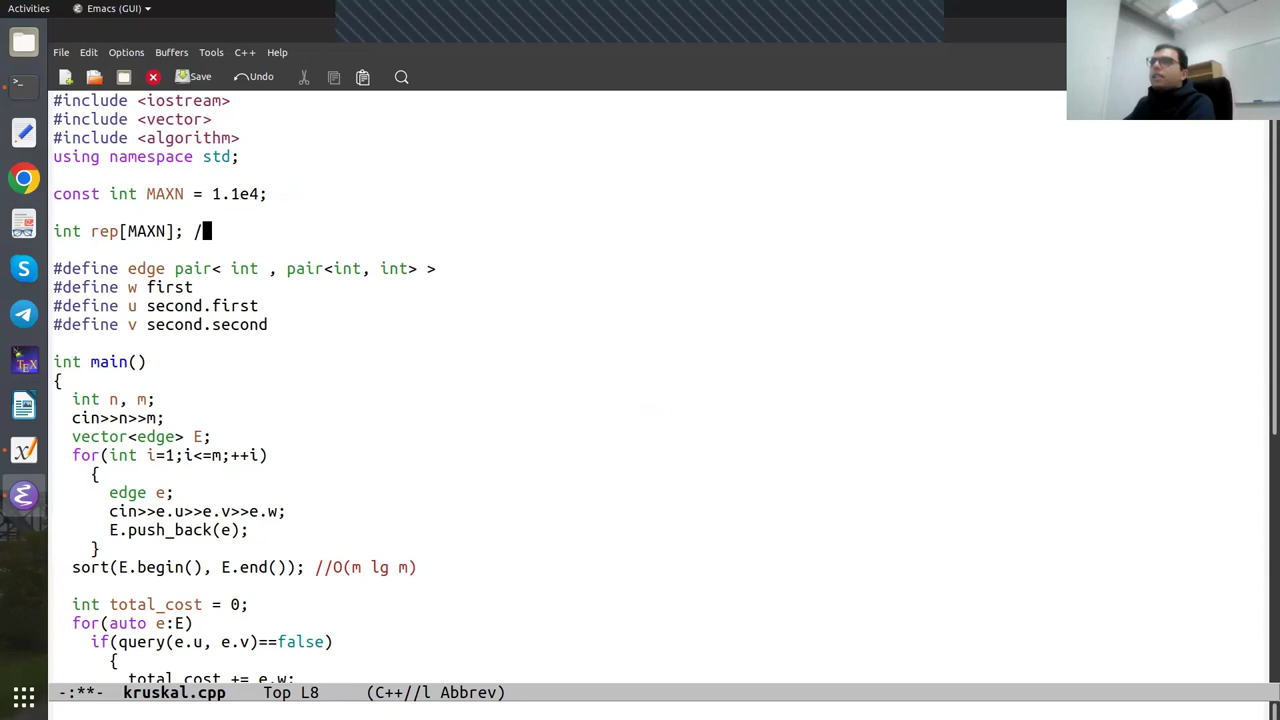 Activities
Emacs (GUI)
File Edit Options Buffers Tools C++ Help
Save Undo
#include <iostream>
#include <vector>
#include <algorithm>
using namespace std;
const int MAXN = 1.1e4;
int rep[MAXN]; /
#define edge pair< int , pair<int, int> >
#define w first
#define u second.first
#define v second.second
int main()
{
int n, m;
cin>>n>>m;
vector<edge> E;
for(int i=1;i<=m;++i)
{
edge e;
cin>>e.u>>e.v>>e.w;
E.push_back(e);
}
sort(E.begin(), E.end()); //O(m lg m)
int total_cost = 0;
for(auto e:E)
if(query(e.u, e.v)==false)
{
total_cost += e.w;
-:**- kruskal.cpp Top L8 (C++//l Abbrev)